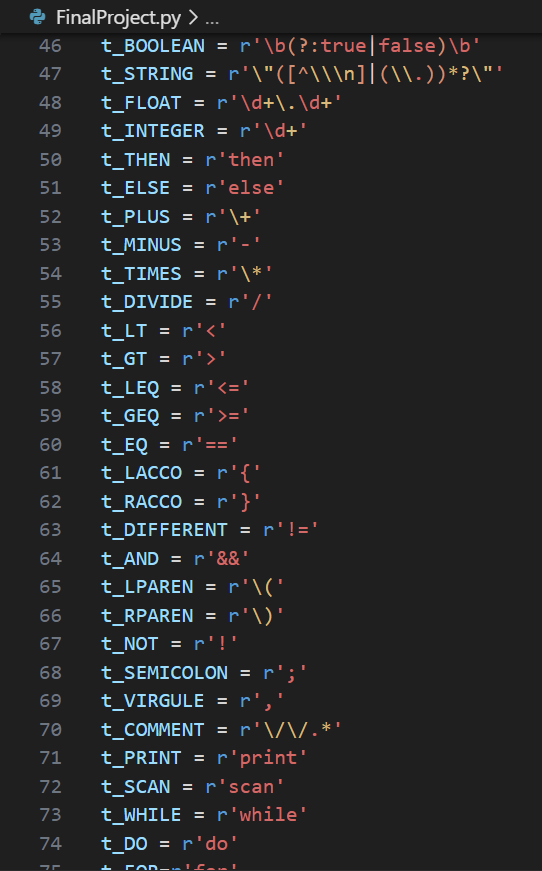 FinalProject.py > ...
46 t_BOOLEAN = r'\b(?:true|false)\b'
47 t_STRING = r'\"([^\\\n]|(\\.))*?\"'
48 t_FLOAT = r'\d+\.\d+'
49 t_INTEGER = r'\d+'
50 t_THEN = r'then'
51 t_ELSE = r'else'
52 t_PLUS = r'\+'
53 t_MINUS = r'-'
54 t_TIMES = r'\*'
55 t_DIVIDE = r'/'
56 t_LT = r'<'
57 t_GT = r'>'
58 t_LEQ = r'<='
59 t_GEQ = r'>='
60 t_EQ = r'=='
61 t_LACCO = r'{'
62 t_RACCO = r'}'
63 t_DIFFERENT = r'!='
64 t_AND = r'&&'
65 t_LPAREN = r'\('
66 t_RPAREN = r'\)'
67 t_NOT = r'!'
68 t_SEMICOLON = r';'
69 t_VIRGULE = r','
70 t_COMMENT = r'\/\/.*'
71 t_PRINT = r'print'
72 t_SCAN = r'scan'
73 t_WHILE = r'while'
74 t_DO = r'do'
75 t_FOR=r'for'